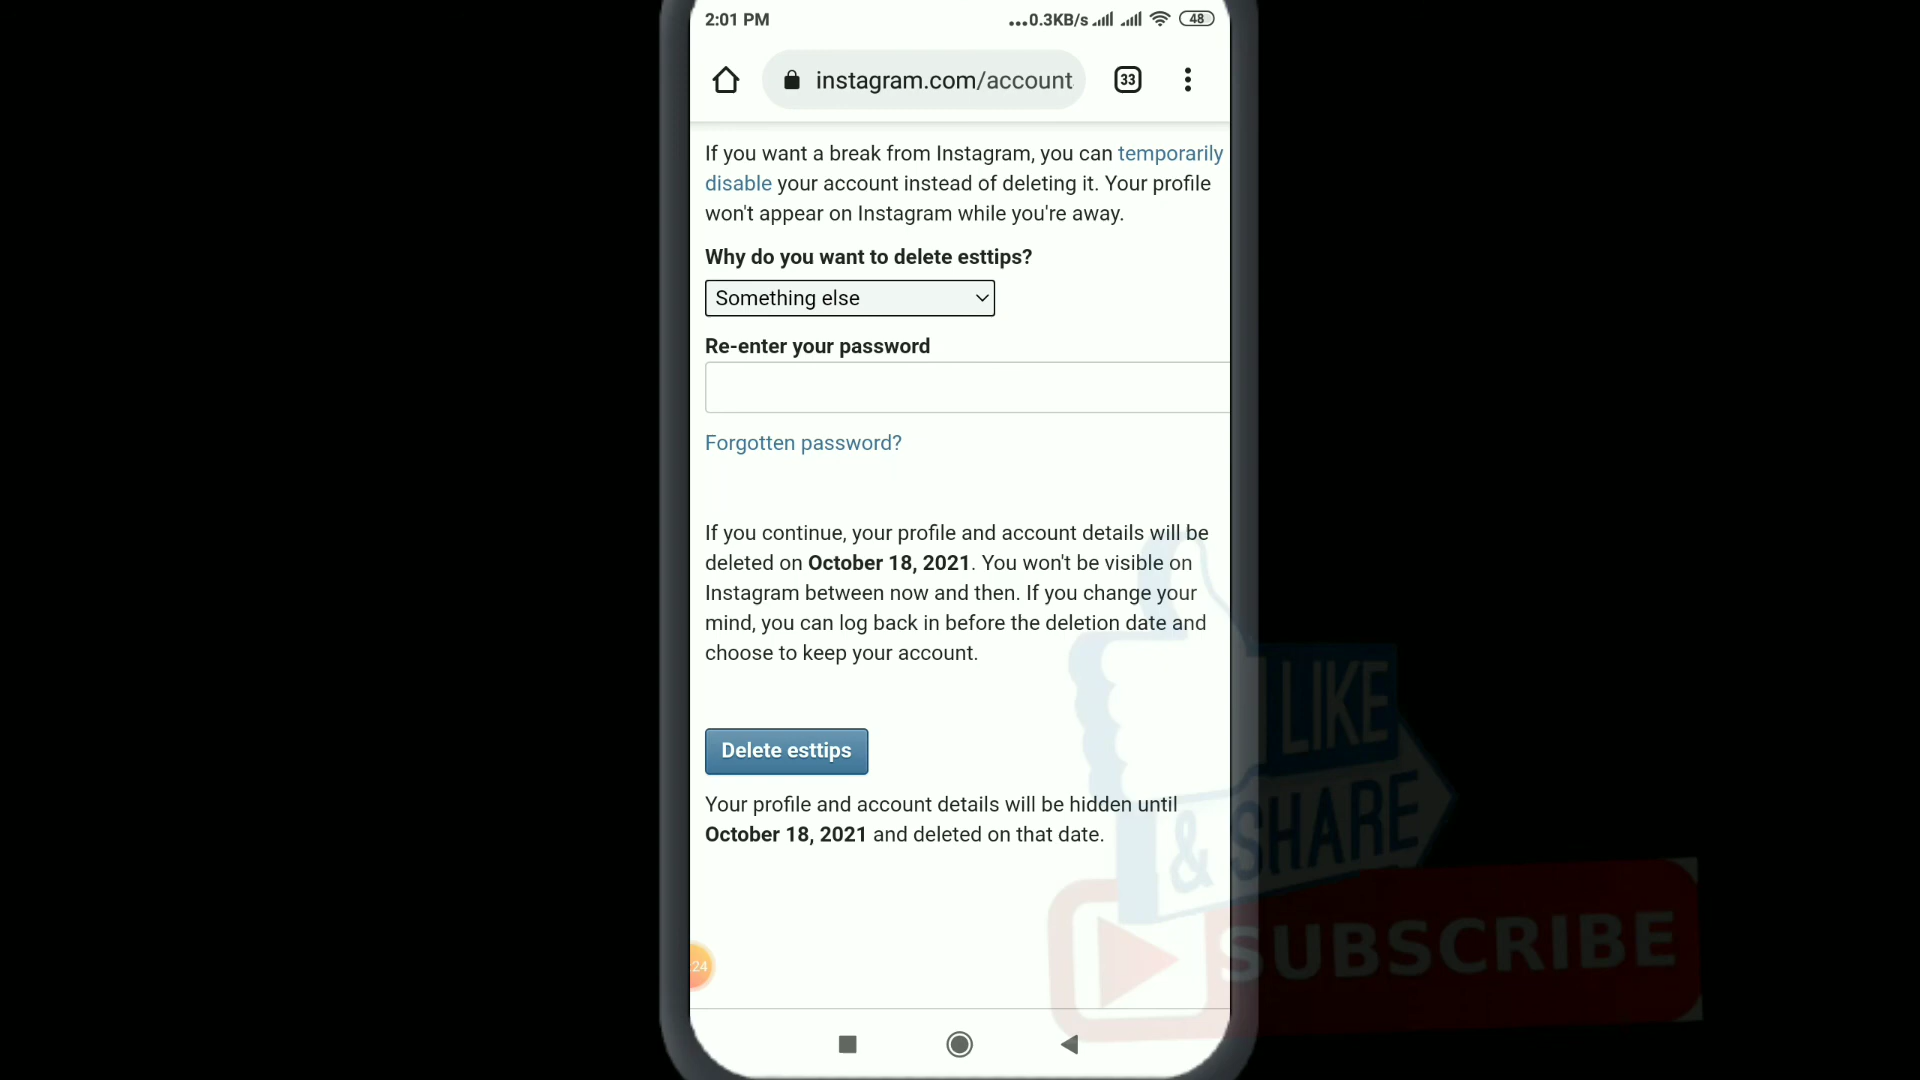 2:01 PM
...0.3KB/s
48
instagram.com/account
33
If you want a break from Instagram, you can temporarily
disable your account instead of deleting it. Your profile
won't appear on Instagram while you're away.
Why do you want to delete esttips?
Something else
Re-enter your password
Forgotten password?
If you continue, your profile and account details will be
deleted on October 18, 2021. You won't be visible on
Instagram between now and then. If you change your
mind, you can log back in before the deletion date and
choose to keep your account.
Delete esttips
Your profile and account details will be hidden until
October 18, 2021 and deleted on that date.
:24
LIKE
& SHARE
SUBSCRIBE